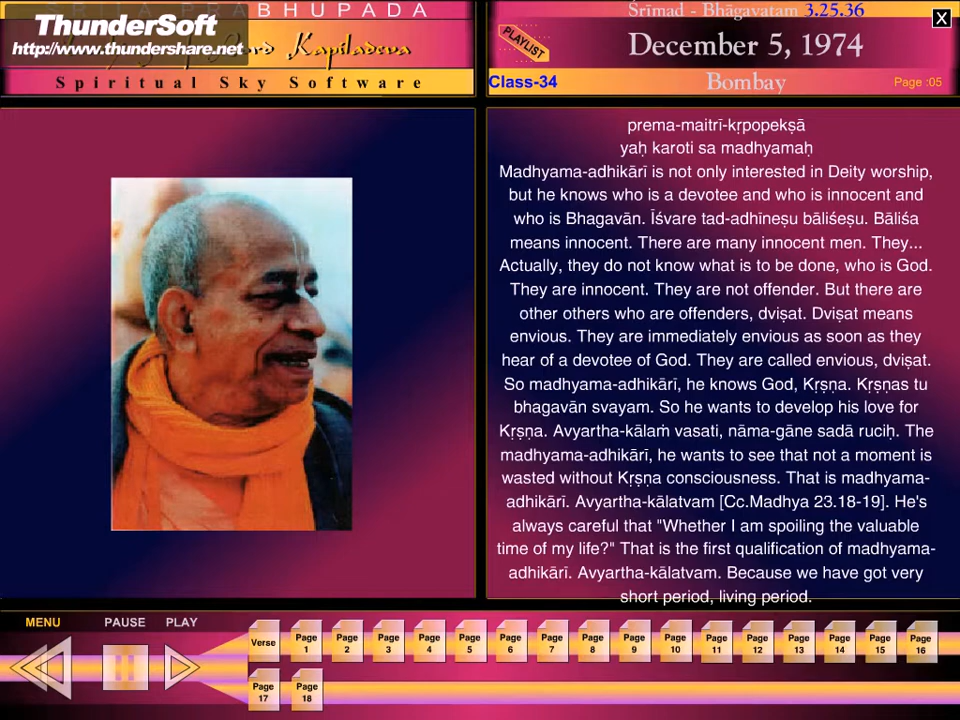 SRILA PRABHUPADA
ThunderSoft
http://www.thundershare.net
Lord Kapiladeva
Spiritual Sky Software
Śrīmad - Bhāgavatam 3.25.36
PLAYLIST
December 5, 1974
X
Class-34
Bombay
Page :05
prema-maitrī-kṛpopekṣā
yaḥ karoti sa madhyamaḥ
Madhyama-adhikārī is not only interested in Deity worship,
but he knows who is a devotee and who is innocent and
who is Bhagavān. Īśvare tad-adhīneṣu bāliśeṣu. Bāliśa
means innocent. There are many innocent men. They...
Actually, they do not know what is to be done, who is God.
They are innocent. They are not offender. But there are
other others who are offenders, dviṣat. Dviṣat means
envious. They are immediately envious as soon as they
hear of a devotee of God. They are called envious, dviṣat.
So madhyama-adhikārī, he knows God, Kṛṣṇa. Kṛṣṇas tu
bhagavān svayam. So he wants to develop his love for
Kṛṣṇa. Avyartha-kālaṁ vasati, nāma-gāne sadā ruciḥ. The
madhyama-adhikārī, he wants to see that not a moment is
wasted without Kṛṣṇa consciousness. That is madhyama-
adhikārī. Avyartha-kālatvam [Cc.Madhya 23.18-19]. He's
always careful that "Whether I am spoiling the valuable
time of my life?" That is the first qualification of madhyama-
adhikārī. Avyartha-kālatvam. Because we have got very
short period, living period.
MENU
PAUSE
PLAY
Verse
Page 1
Page 2
Page 3
Page 4
Page 5
Page 6
Page 7
Page 8
Page 9
Page 10
Page 11
Page 12
Page 13
Page 14
Page 15
Page 16
Page 17
Page 18